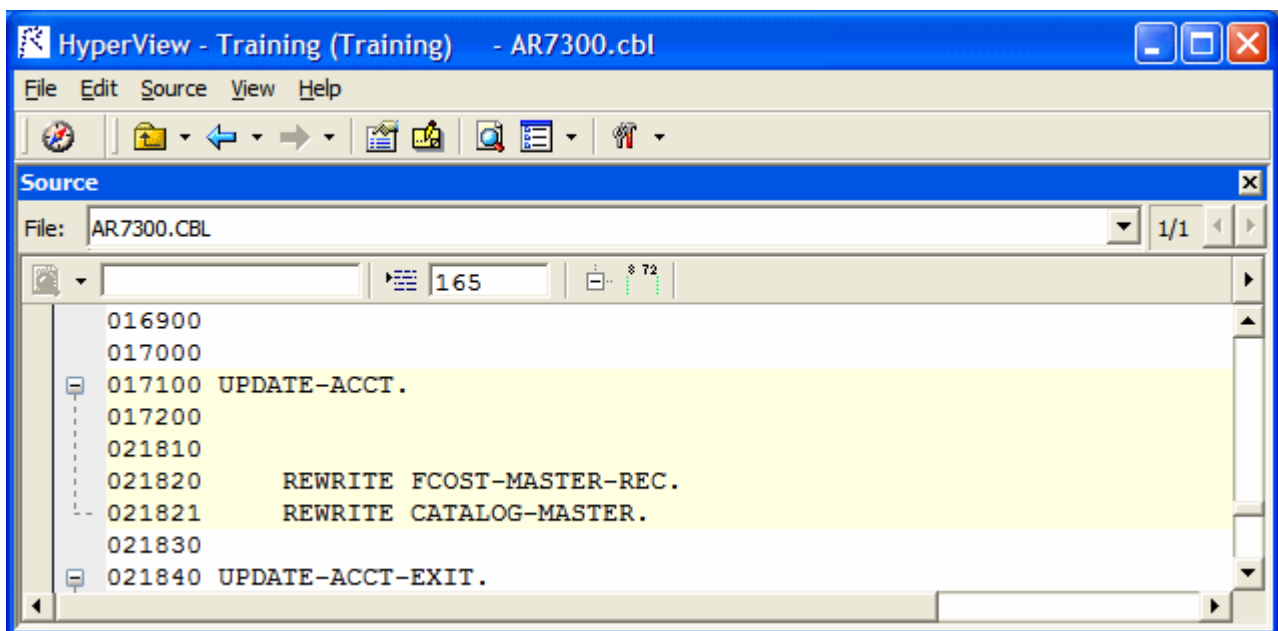 HyperView - Training (Training) - AR7300.cbl
File Edit Source View Help
Source
File: AR7300.CBL 1/1
165 8 72
016900
017000
017100 UPDATE-ACCT.
017200
021810
021820 REWRITE FCOST-MASTER-REC.
021821 REWRITE CATALOG-MASTER.
021830
021840 UPDATE-ACCT-EXIT.